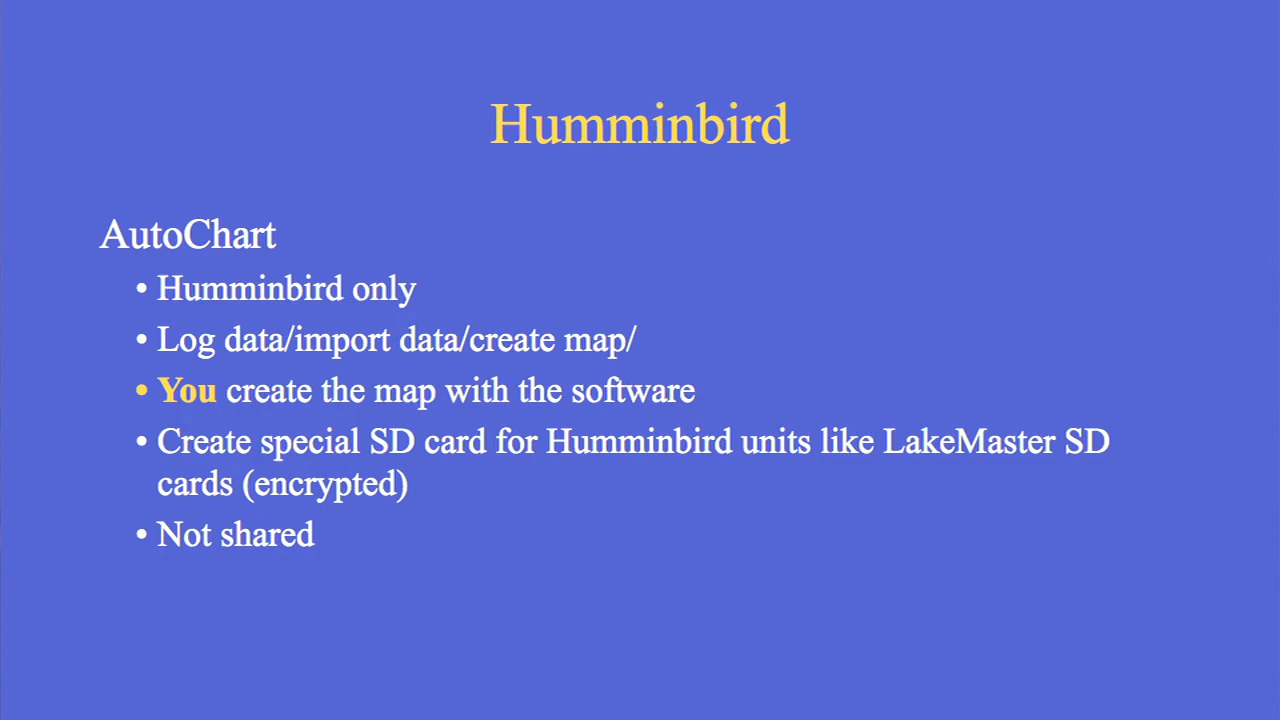 Humminbird
AutoChart
• Humminbird only
• Log data/import data/create map/
• You create the map with the software
• Create special SD card for Humminbird units like LakeMaster SD
cards (encrypted)
• Not shared